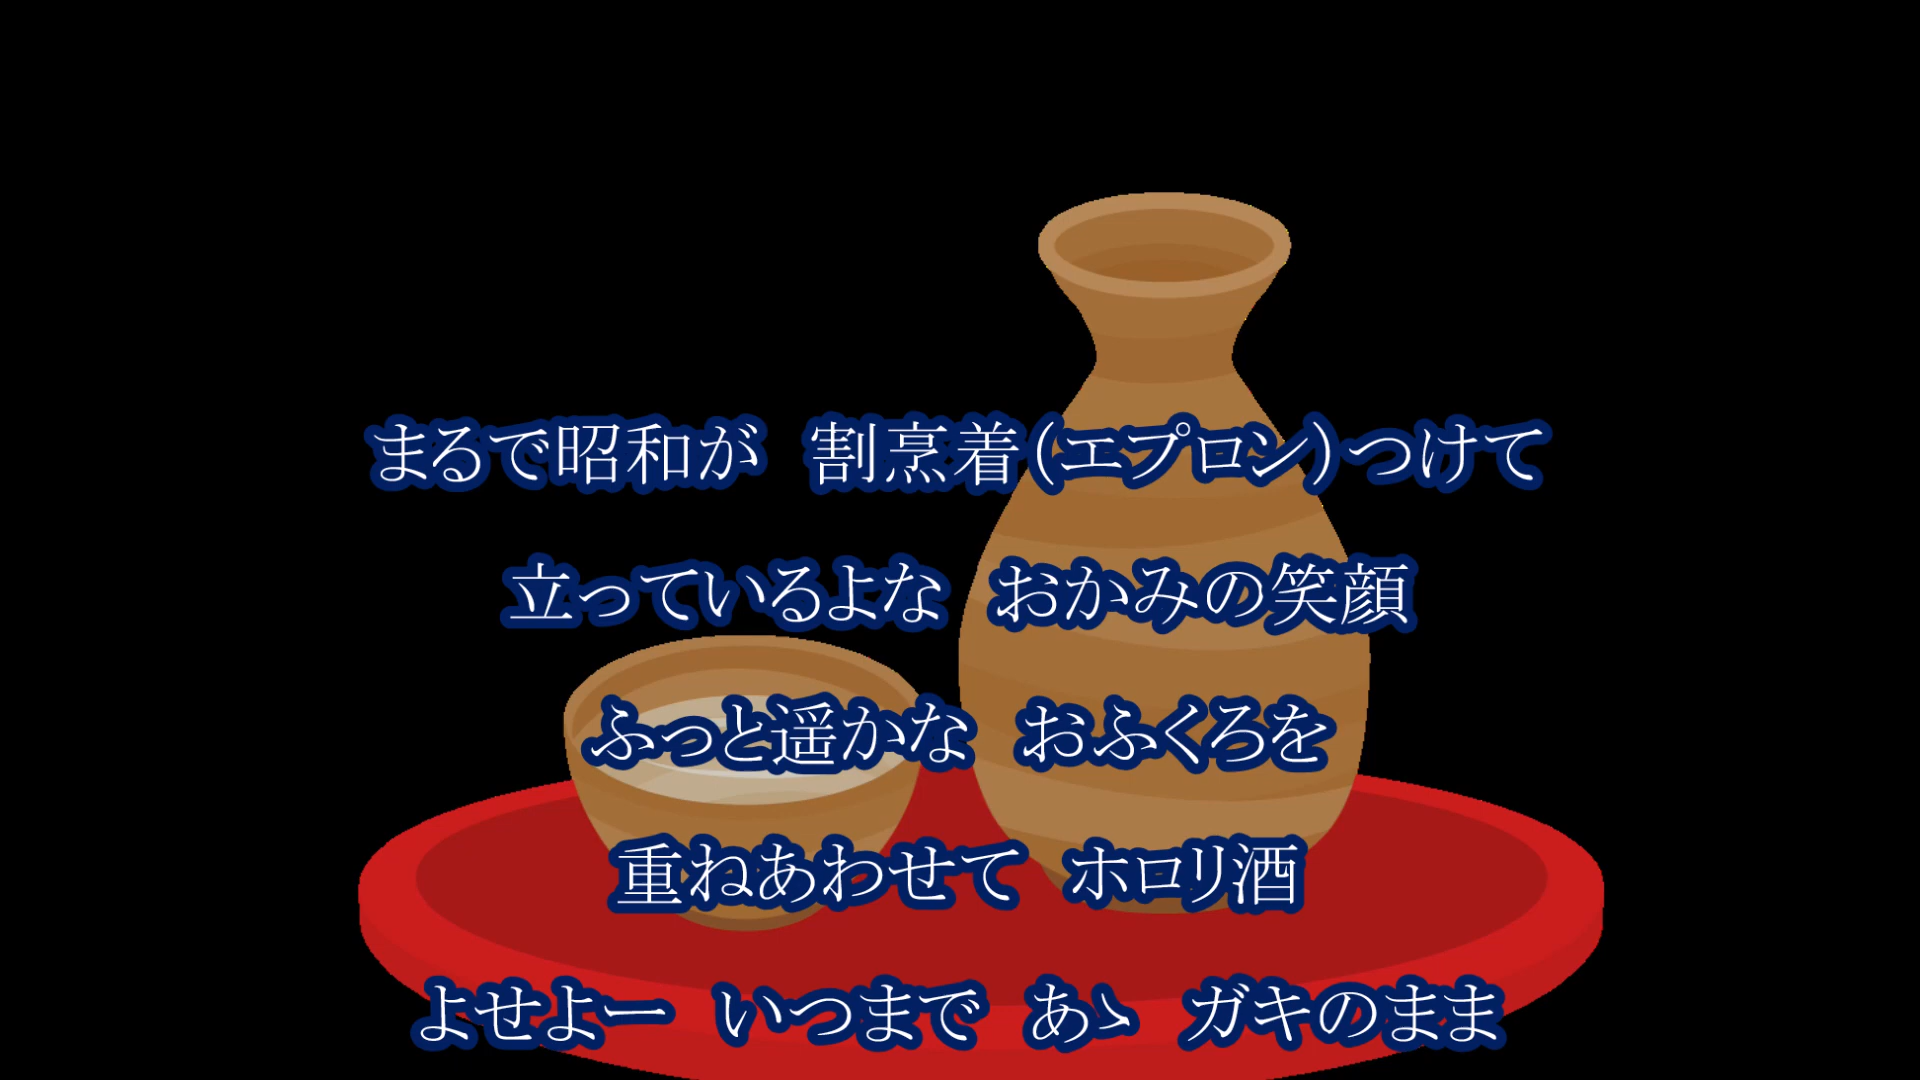 まるで昭和が　割烹着(エプロン)つけて
立っているよな　おかみの笑顔
ふっと遥かな　おふくろを
重ねあわせて　ホロリ酒
よせよー　いつまで　あゝ　ガキのまま